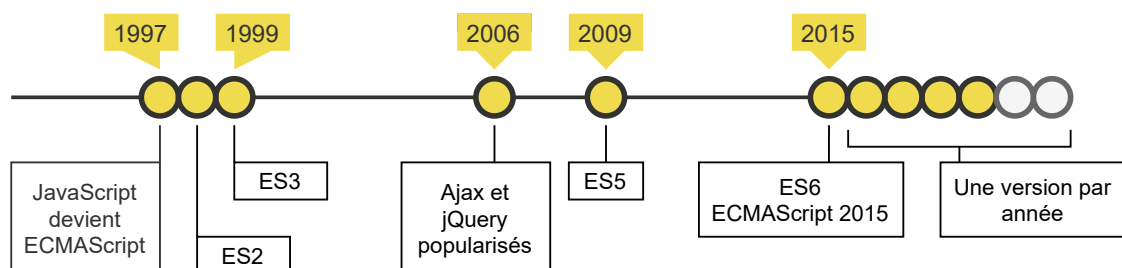 1997
1999
2006
2009
2015
JavaScript
devient
ECMAScript
ES2
ES3
Ajax et
jQuery
popularisés
ES5
ES6
ECMAScript 2015
Une version par
année